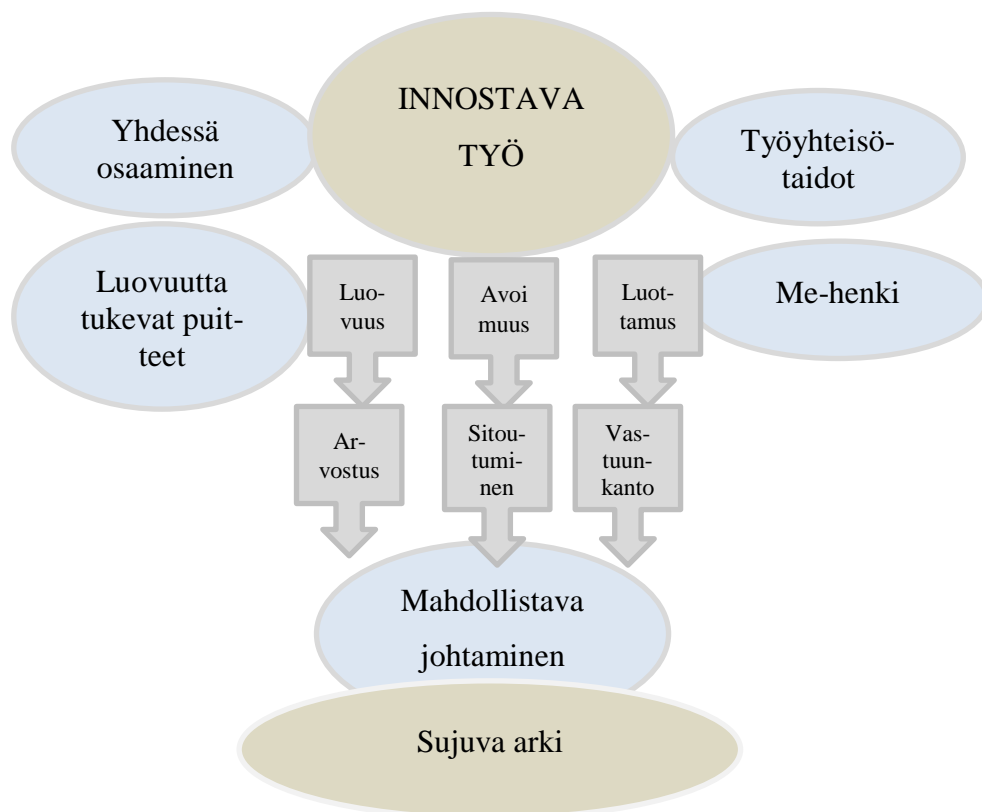 INNOSTAVA
TYÖ
Yhdessä
osaaminen
Työyhteisö-
taidot
Luovuutta
tukevat puit-
teet
Luo-
vuus
Avoi
muus
Luot-
tamus
Me-henki
Ar-
vostus
Sitou-
tumi-
nen
Vas-
tuun-
kanto
Mahdollistava
johtaminen
Sujuva arki